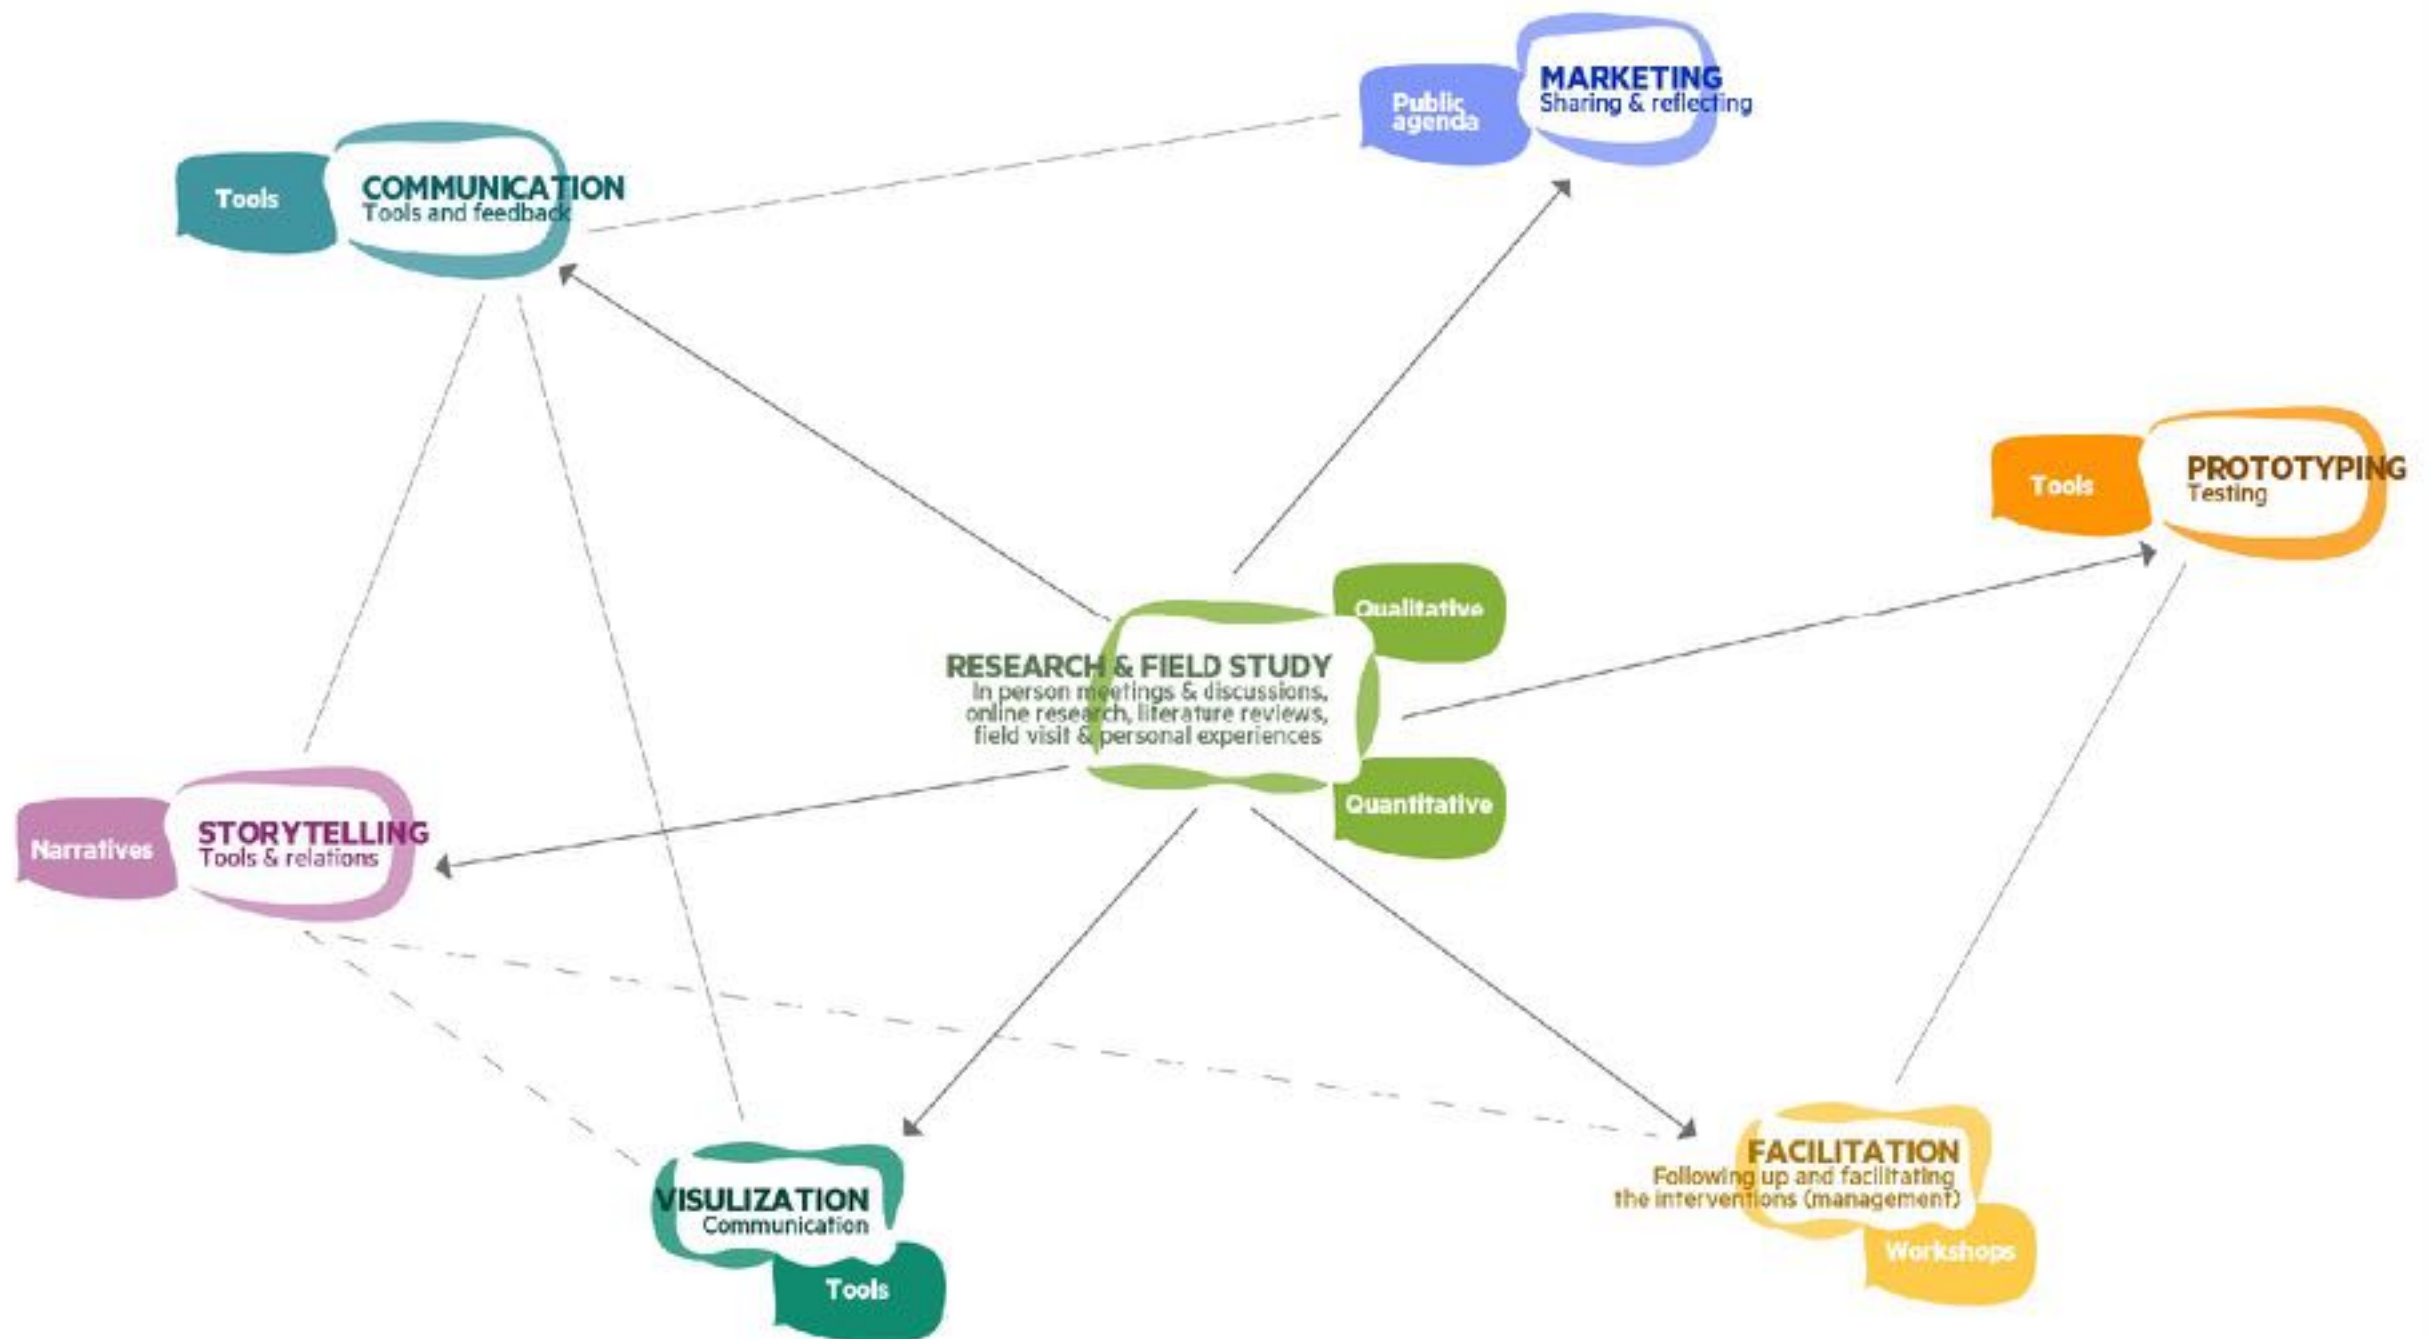 MARKETING
Sharing & reflecting
Public
agenda
COMMUNICATION
Tools and feedback
Tools
PROTOTYPING
Testing
Tools
Qualitative
RESEARCH & FIELD STUDY
In person meetings & discussions,
online research, literature reviews,
field visit & personal experiences
Quantitative
STORYTELLING
Tools & relations
Narratives
FACILITATION
Following up and facilitating
the interventions (management)
Workshops
VISULIZATION
Communication
Tools